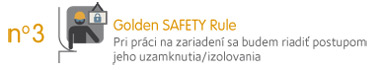 nº3
Golden SAFETY Rule
Pri práci na zariadení sa budem riadiť postupom
jeho uzamknutia/izolovania